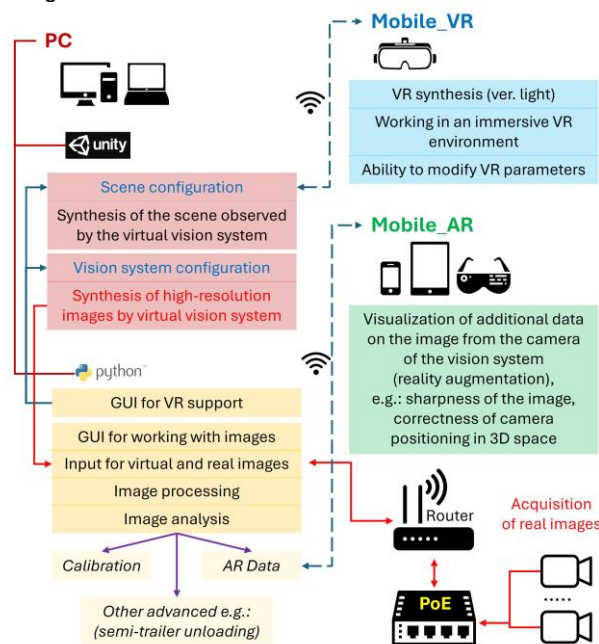 PC
unity
Scene configuration
Synthesis of the scene observed
by the virtual vision system
Vision system configuration
Synthesis of high-resolution
images by virtual vision system
python™
GUI for VR support
GUI for working with images
Input for virtual and real images
Image processing
Image analysis
Calibration
AR Data
Other advanced e.g.:
(semi-trailer unloading)
Mobile_VR
VR synthesis (ver. light)
Working in an immersive VR
environment
Ability to modify VR parameters
Mobile_AR
Visualization of additional data
on the image from the camera
of the vision system
(reality augmentation),
e.g.: sharpness of the image,
correctness of camera
positioning in 3D space
Router
Acquisition
of real images
PoE